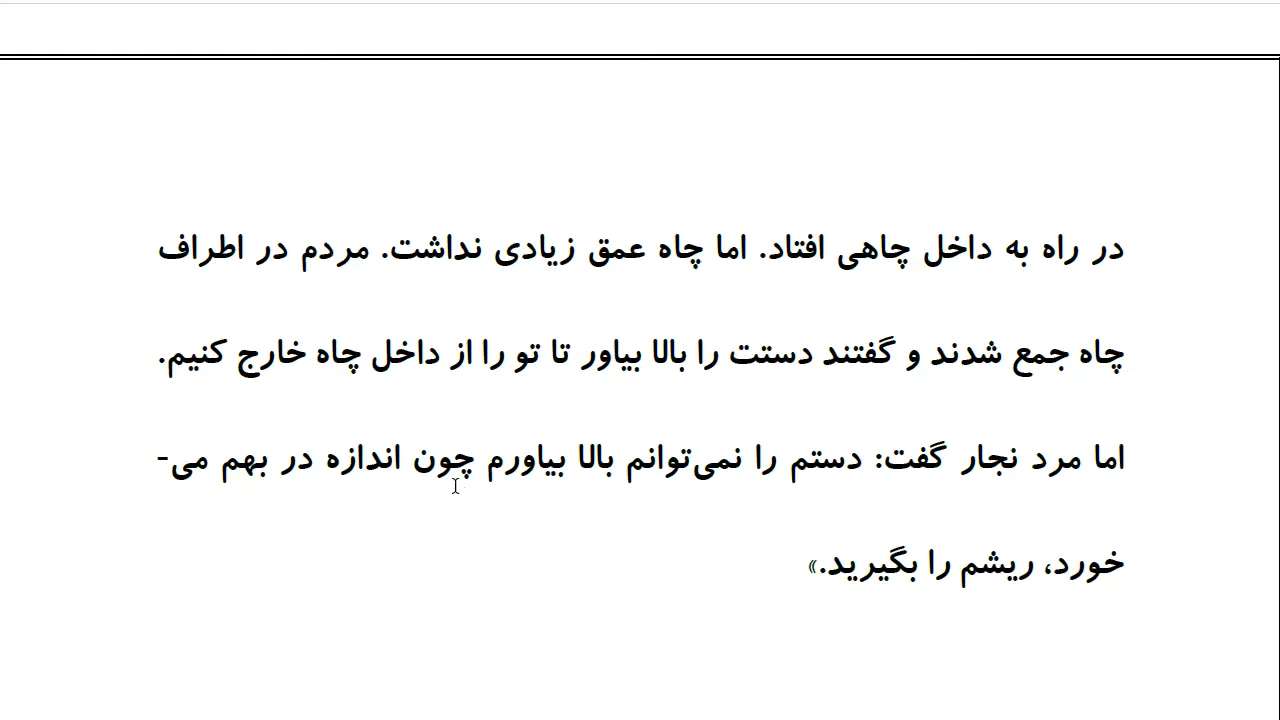 در راه به داخل چاهی افتاد. اما چاه عمق زیادی نداشت. مردم در اطراف
چاه جمع شدند و گفتند دستت را بالا بیاور تا تو را از داخل چاه خارج کنیم.
اما مرد نجار گفت: دستم را نمی‌توانم بالا بیاورم چون اندازه در بهم می-
خورد، ریشم را بگیرید.»